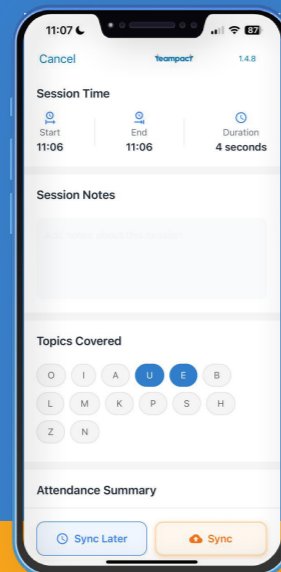 11:07 87
Cancel Teampact 1.4.8
Session Time
Start End Duration
11:06 11:06 4 seconds
Session Notes
Topics Covered
O I A U E B
L M K P S H
Z N
Attendance Summary
Sync Later Sync